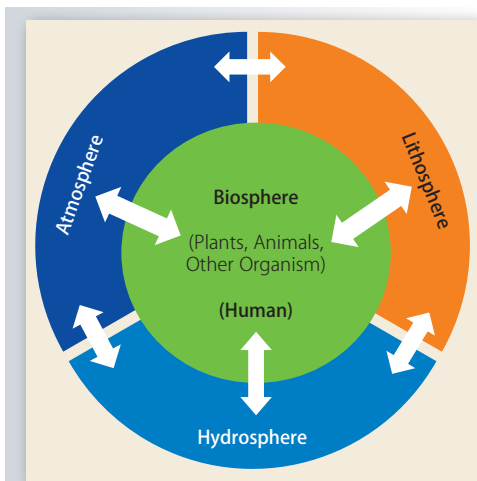 Atmosphere
Lithosphere
Biosphere
(Plants, Animals,
Other Organism)
(Human)
Hydrosphere